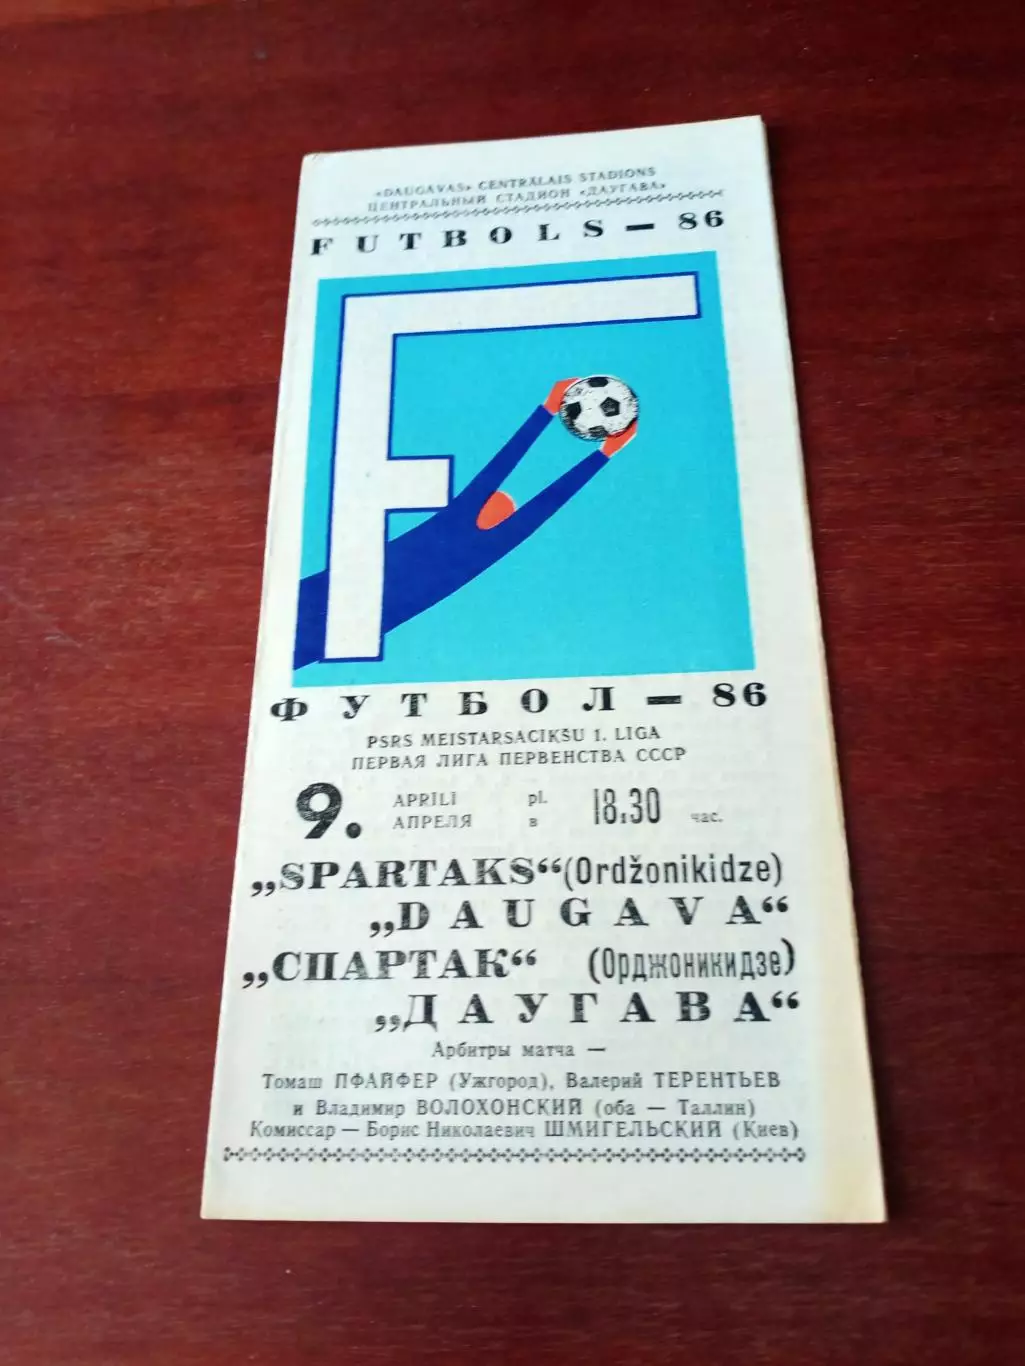 «DAUGAVAS» CENTRĀLAIS STADIONS
ЦЕНТРАЛЬНЫЙ СТАДИОН «ДАУГАВА»
FUTBOLS — 86
ФУТБОЛ — 86
PSRS MEISTARSACIKŠU 1. LIGA
ПЕРВАЯ ЛИГА ПЕРВЕНСТВА СССР
9. APRĪLĪ pl. 18.30
АПРЕЛЯ в час.
„SPARTAKS“ (Ordžonikidze)
„DAUGAVA“
„СПАРТАК“ (Орджоникидзе)
„ДАУГАВА“
Арбитры матча —
Томаш ПФАЙФЕР (Ужгород), Валерий ТЕРЕНТЬЕВ
и Владимир ВОЛОХОНСКИЙ (оба — Таллин)
Комиссар — Борис Николаевич ШМИГЕЛЬСКИЙ (Киев)